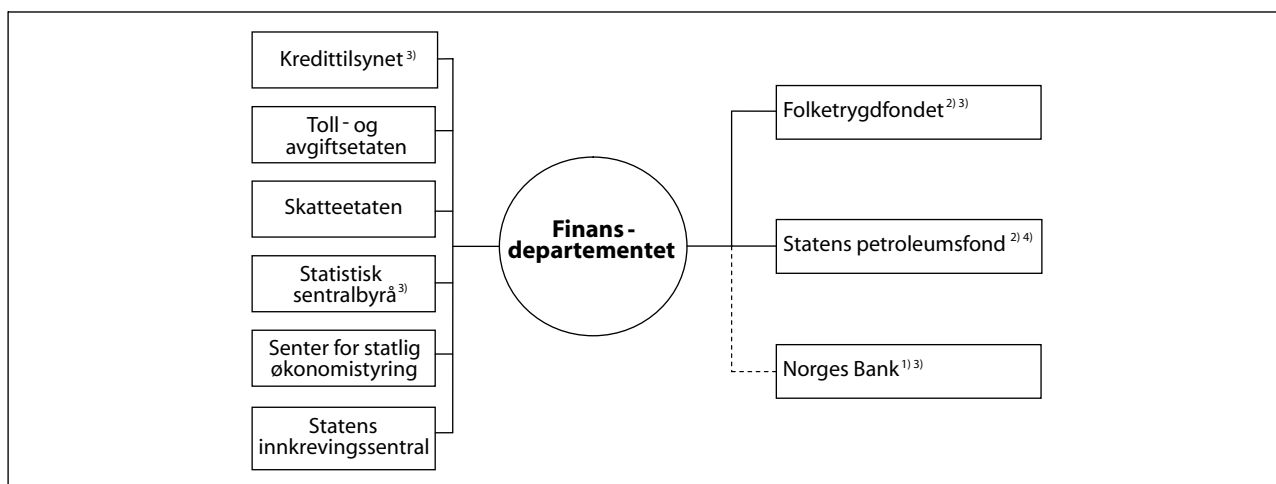 Kredittilsynet 3)
Toll - og
avgiftsetaten
Skatteetaten
Statistisk
sentralbyrå 3)
Senter for statlig
økonomistyring
Statens
innkrevingssentral
Finans -
departementet
Folketrygdfondet 2) 3)
Statens petroleumsfond 2) 4)
Norges Bank 1) 3)